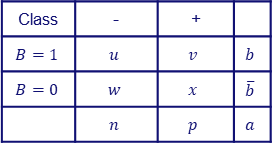 Class - +
B = 1 u v b
B = 0 w x b̄
n p a